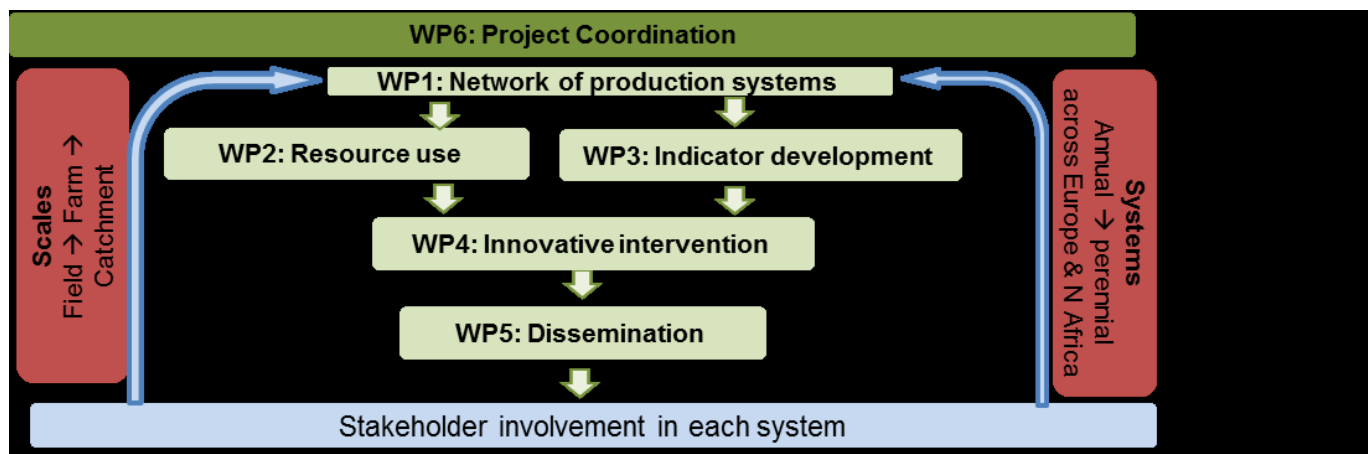 WP6: Project Coordination
WP1: Network of production systems
WP2: Resource use
WP3: Indicator development
WP4: Innovative intervention
WP5: Dissemination
Stakeholder involvement in each system
Scales
Field → Farm →
Catchment
Systems
Annual → perennial
across Europe & N Africa